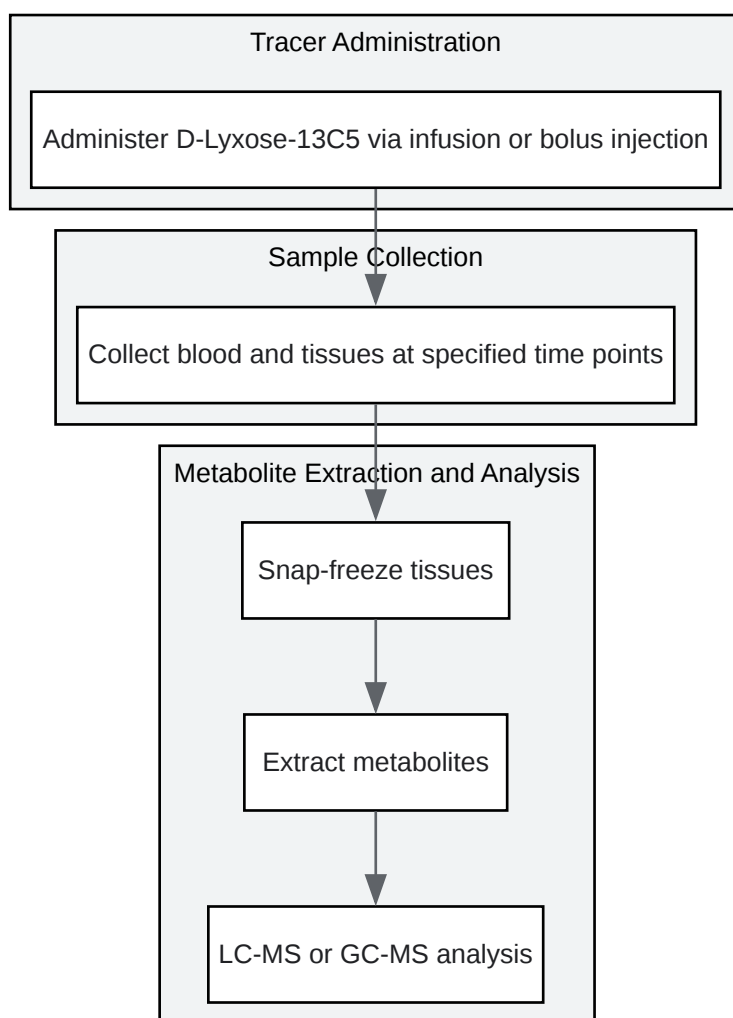 Tracer Administration
Administer D-Lyxose-13C5 via infusion or bolus injection
Sample Collection
Collect blood and tissues at specified time points
Metabolite Extraction and Analysis
Snap-freeze tissues
Extract metabolites
LC-MS or GC-MS analysis